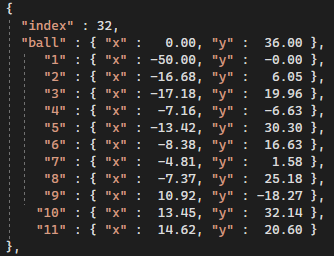 {
"index" : 32,
"ball" : { "x" : 0.00, "y" : 36.00 },
"1" : { "x" : -50.00, "y" : -0.00 },
"2" : { "x" : -16.68, "y" : 6.05 },
"3" : { "x" : -17.18, "y" : 19.96 },
"4" : { "x" : -7.16, "y" : -6.63 },
"5" : { "x" : -13.42, "y" : 30.30 },
"6" : { "x" : -8.38, "y" : 16.63 },
"7" : { "x" : -4.81, "y" : 1.58 },
"8" : { "x" : -7.37, "y" : 25.18 },
"9" : { "x" : 10.92, "y" : -18.27 },
"10" : { "x" : 13.45, "y" : 32.14 },
"11" : { "x" : 14.62, "y" : 20.60 }
},